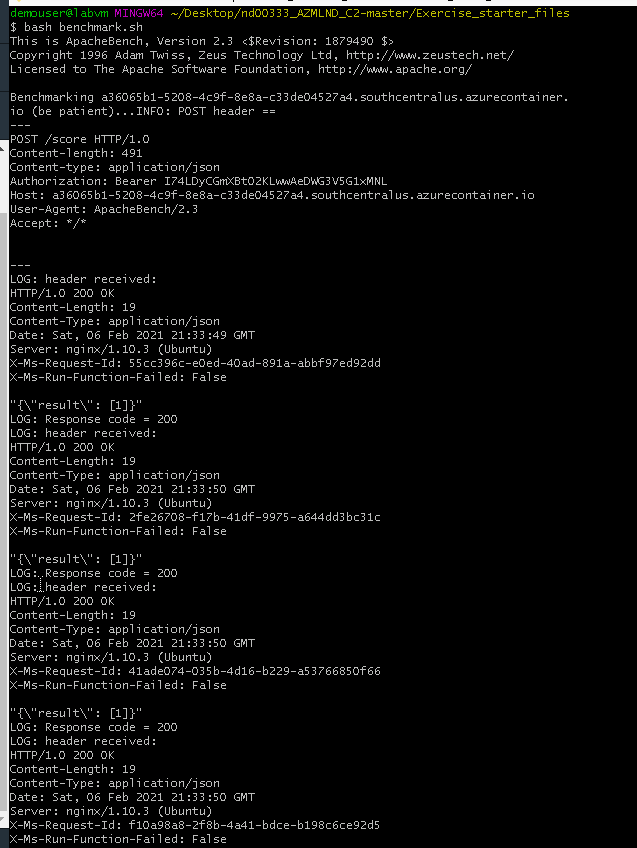 demouser@labvm MINGW64 ~/Desktop/nd00333_AZMLND_C2-master/Exercise_starter_files
$ bash benchmark.sh
This is ApacheBench, Version 2.3 <$Revision: 1879490 $>
Copyright 1996 Adam Twiss, Zeus Technology Ltd, http://www.zeustech.net/
Licensed to The Apache Software Foundation, http://www.apache.org/

Benchmarking a36065b1-5208-4c9f-8e8a-c33de04527a4.southcentralus.azurecontainer.
io (be patient)...INFO: POST header ==
---
POST /score HTTP/1.0
Content-length: 491
Content-type: application/json
Authorization: Bearer I74LDyCGmXBtO2KLwwAeDWG3V5G1xMNL
Host: a36065b1-5208-4c9f-8e8a-c33de04527a4.southcentralus.azurecontainer.io
User-Agent: ApacheBench/2.3
Accept: */*

---
LOG: header received:
HTTP/1.0 200 OK
Content-Length: 19
Content-Type: application/json
Date: Sat, 06 Feb 2021 21:33:49 GMT
Server: nginx/1.10.3 (Ubuntu)
X-Ms-Request-Id: 55cc396c-e0ed-40ad-891a-abbf97ed92dd
X-Ms-Run-Function-Failed: False

"{\"result\": [1]}"
LOG: Response code = 200
LOG: header received:
HTTP/1.0 200 OK
Content-Length: 19
Content-Type: application/json
Date: Sat, 06 Feb 2021 21:33:50 GMT
Server: nginx/1.10.3 (Ubuntu)
X-Ms-Request-Id: 2fe26708-f17b-41df-9975-a644dd3bc31c
X-Ms-Run-Function-Failed: False

"{\"result\": [1]}"
LOG: Response code = 200
LOG: header received:
HTTP/1.0 200 OK
Content-Length: 19
Content-Type: application/json
Date: Sat, 06 Feb 2021 21:33:50 GMT
Server: nginx/1.10.3 (Ubuntu)
X-Ms-Request-Id: 41ade074-035b-4d16-b229-a53766850f66
X-Ms-Run-Function-Failed: False

"{\"result\": [1]}"
LOG: Response code = 200
LOG: header received:
HTTP/1.0 200 OK
Content-Length: 19
Content-Type: application/json
Date: Sat, 06 Feb 2021 21:33:50 GMT
Server: nginx/1.10.3 (Ubuntu)
X-Ms-Request-Id: f10a98a8-2f8b-4a41-bdce-b198c6ce92d5
X-Ms-Run-Function-Failed: False